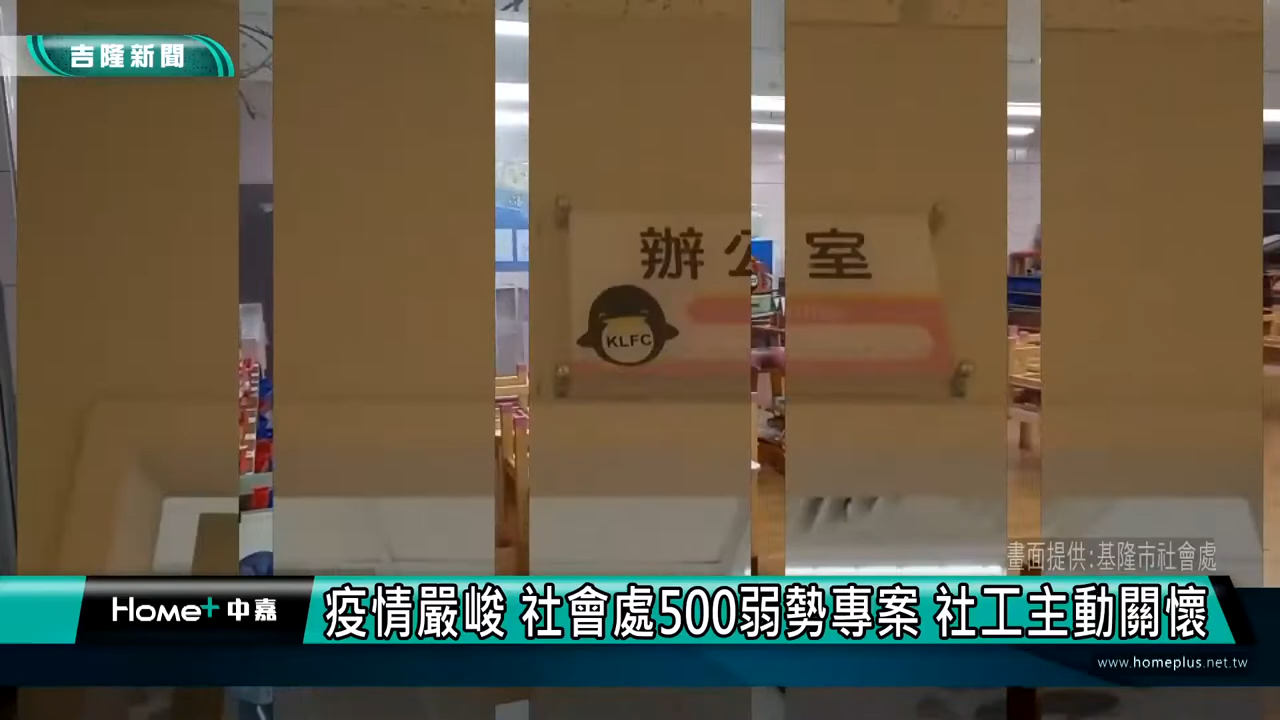 吉隆新聞
辦公室
KLFC
畫面提供:基隆市社會處
Home+中嘉
疫情嚴峻 社會處500弱勢專案 社工主動關懷
www.homeplus.net.tw